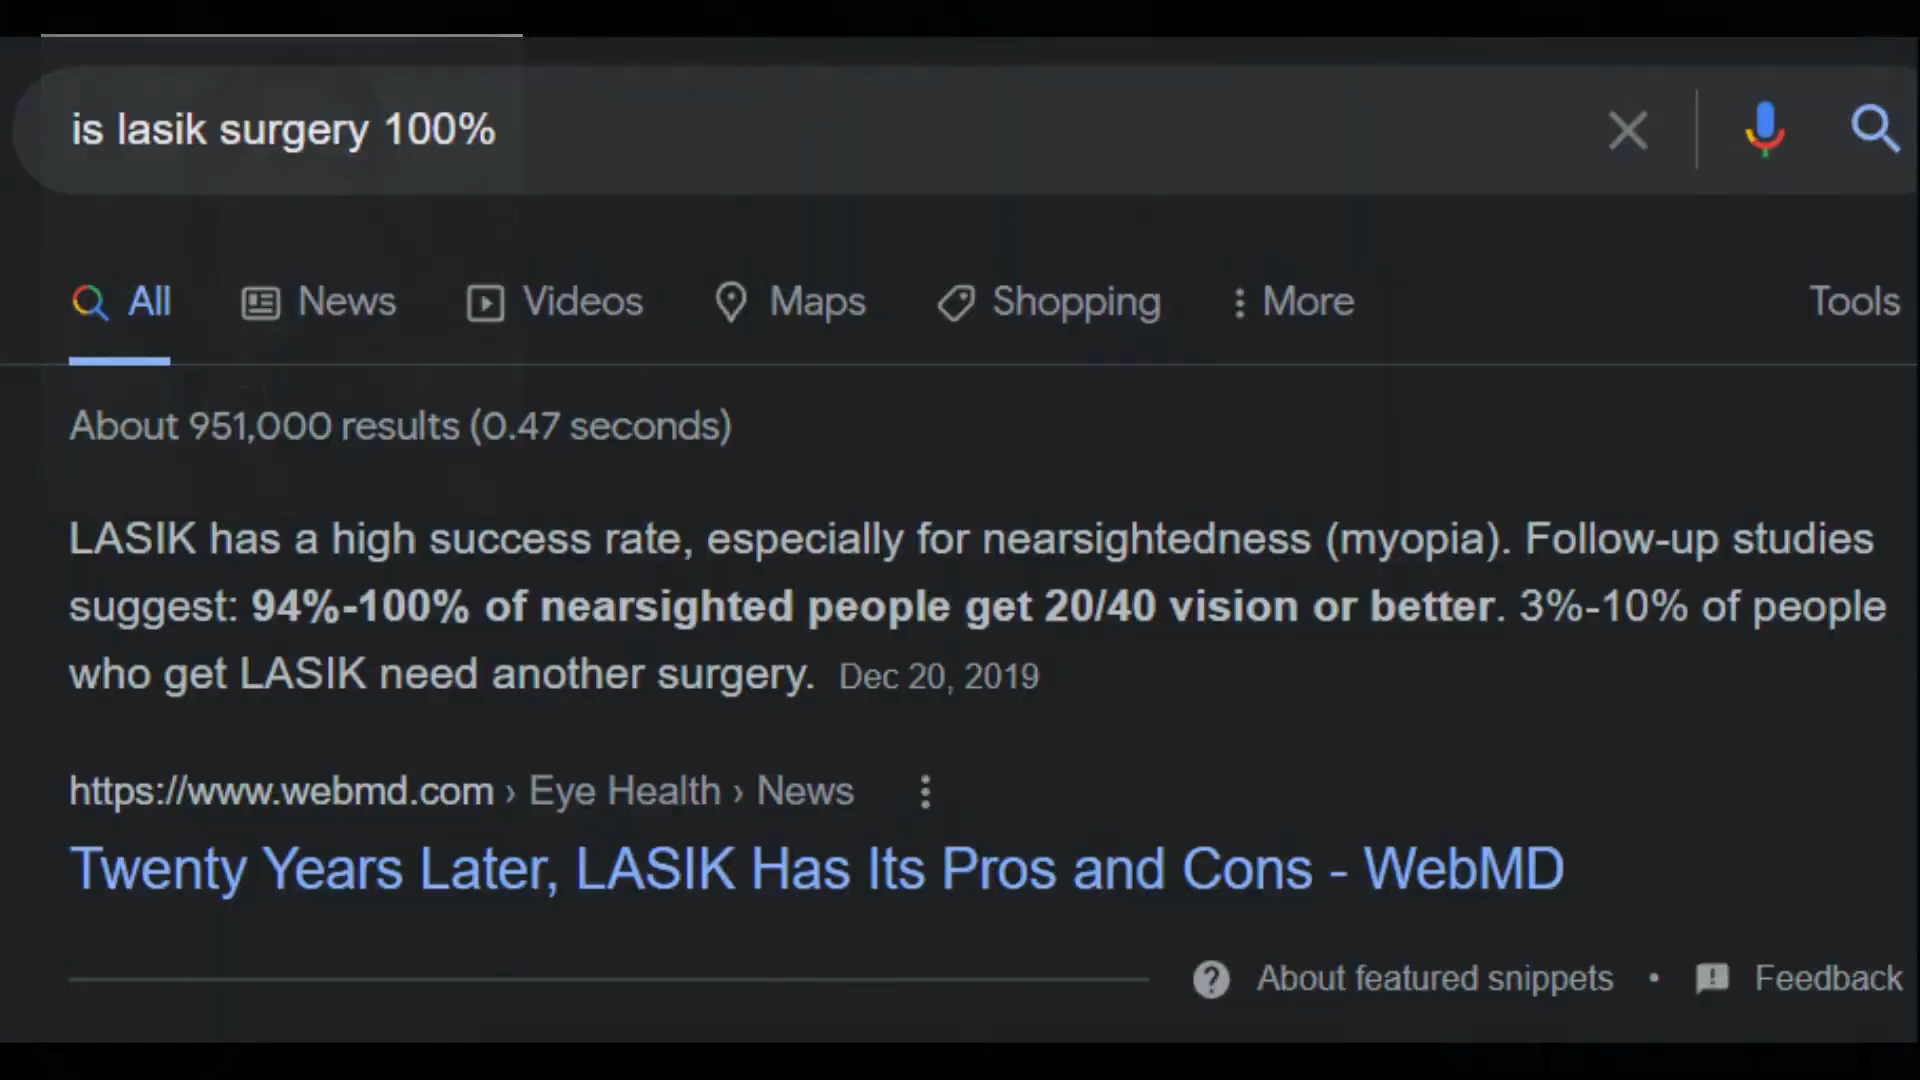 is lasik surgery 100%
All News Videos Maps Shopping More Tools
About 951,000 results (0.47 seconds)
LASIK has a high success rate, especially for nearsightedness (myopia). Follow-up studies
suggest: 94%-100% of nearsighted people get 20/40 vision or better. 3%-10% of people
who get LASIK need another surgery. Dec 20, 2019
https://www.webmd.com › Eye Health › News
Twenty Years Later, LASIK Has Its Pros and Cons - WebMD
About featured snippets • Feedback